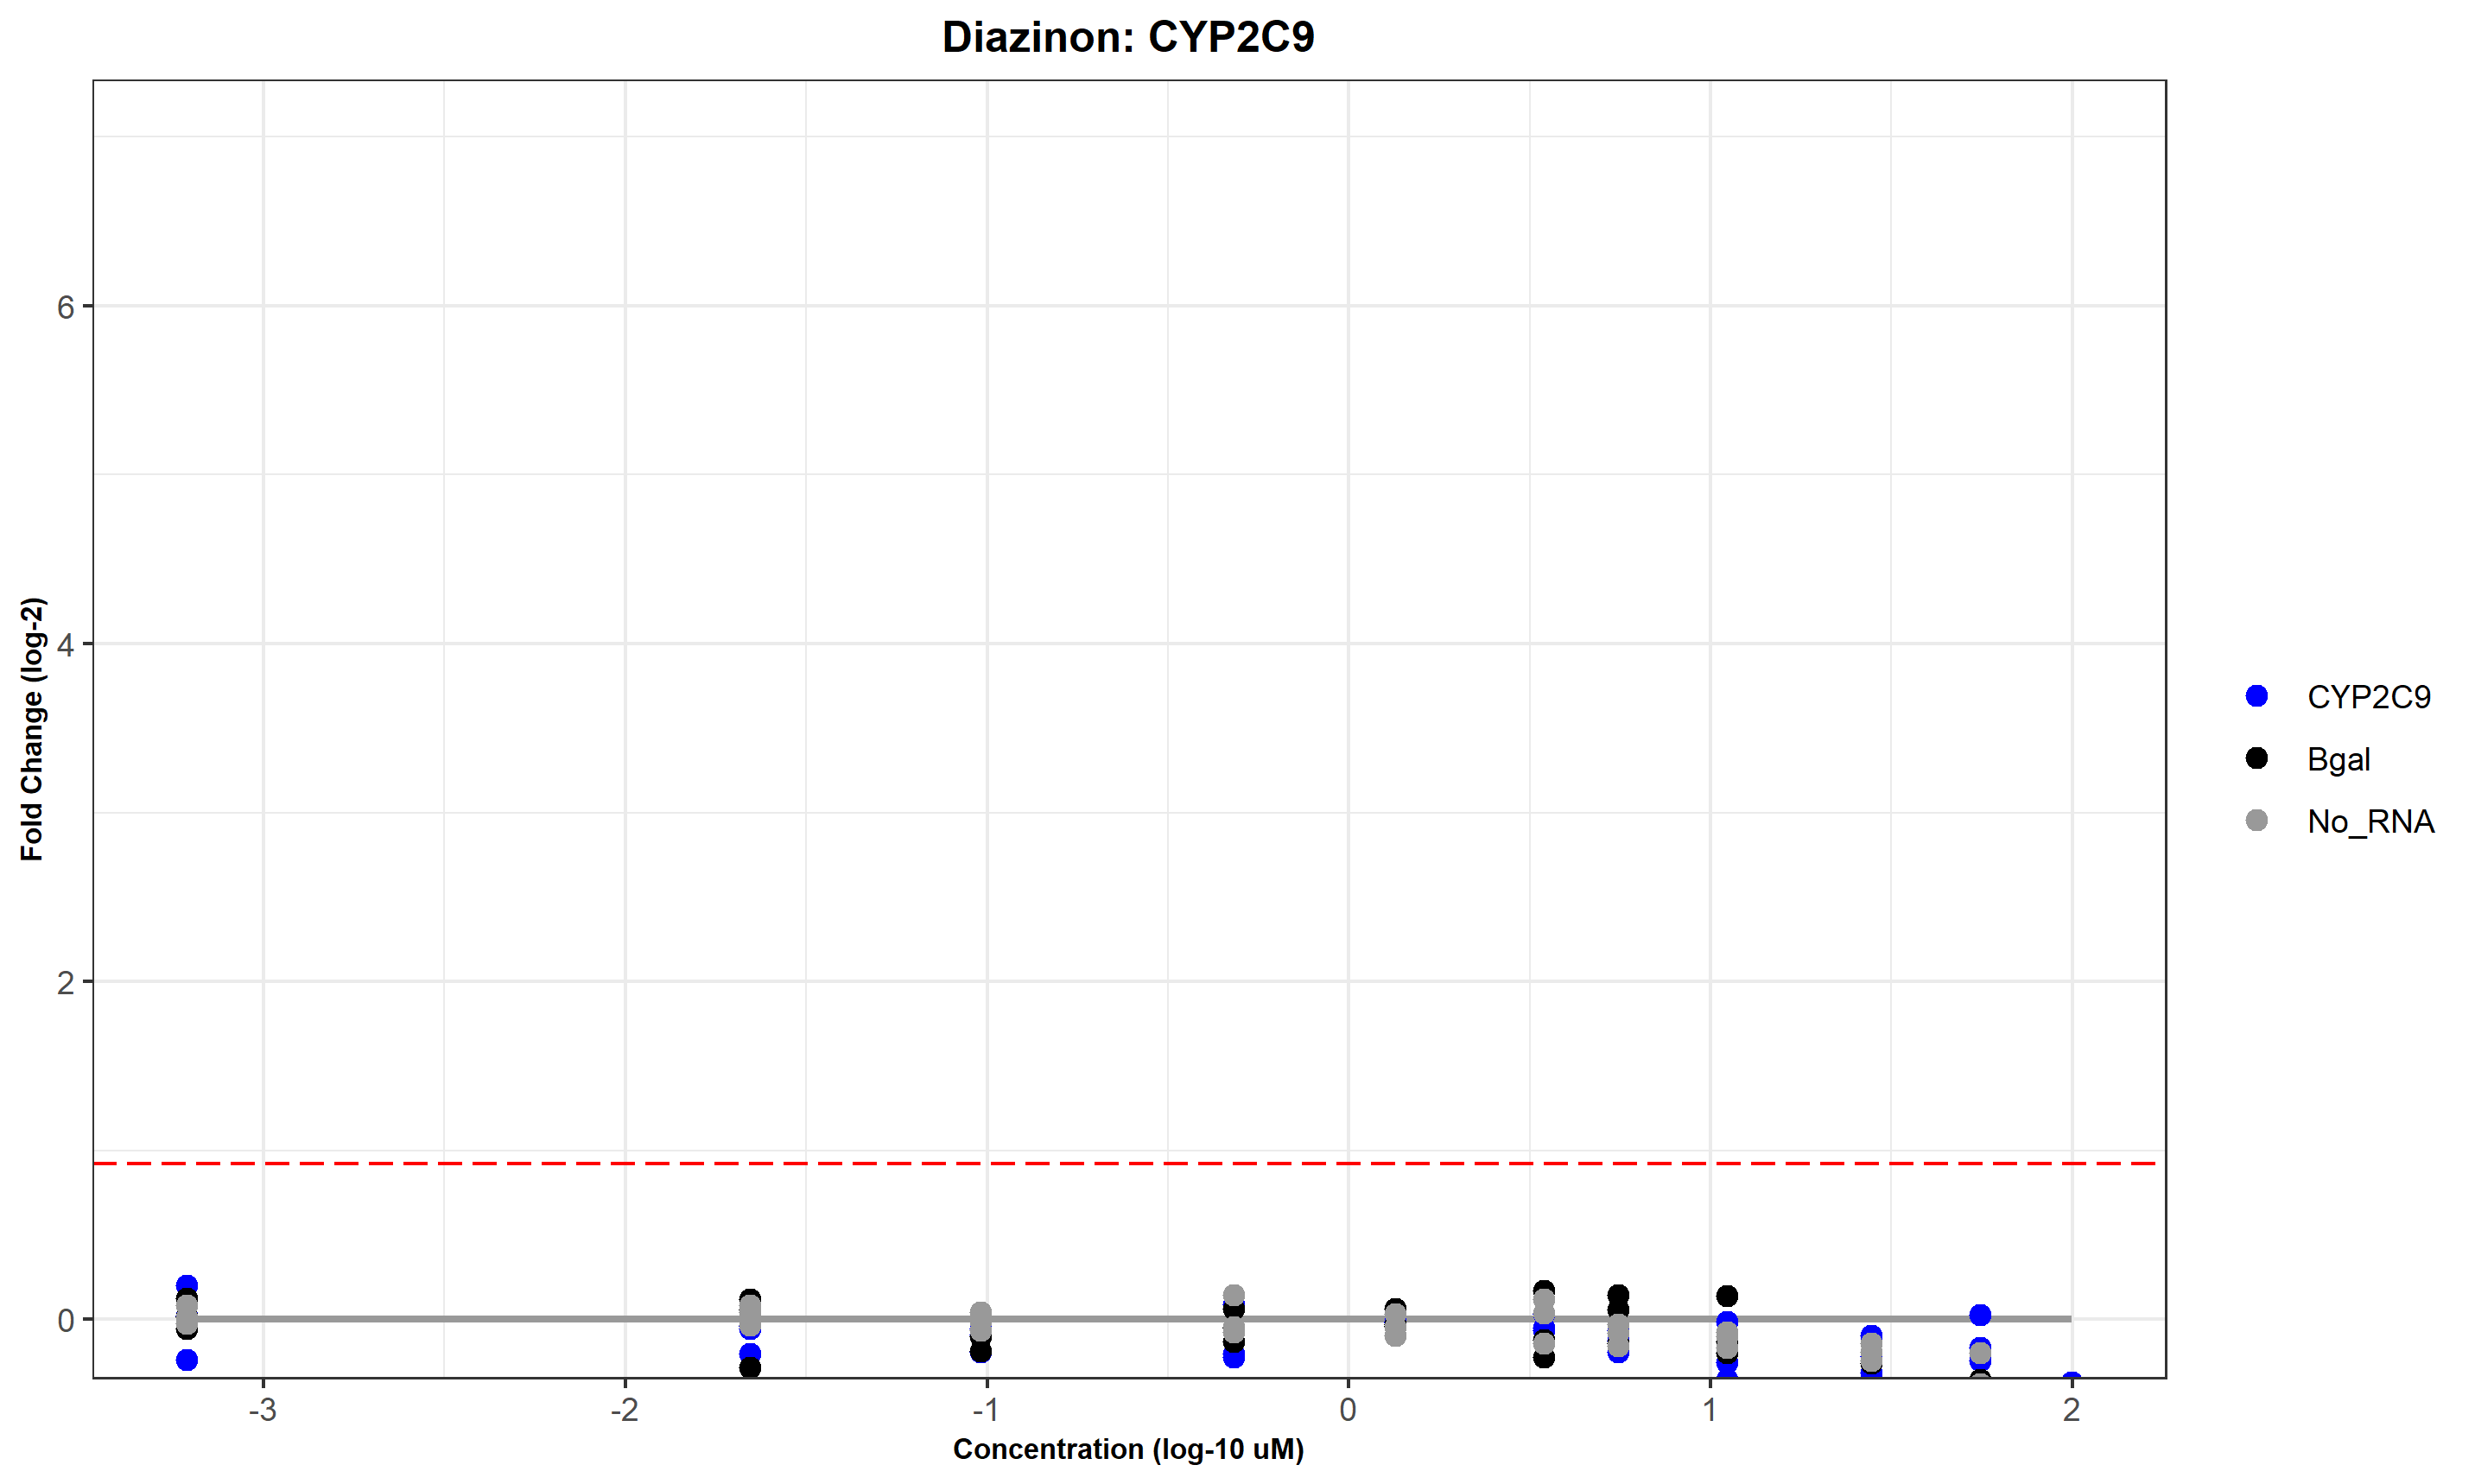 Diazinon: CYP2C9
Fold Change (log-2)
6
4
2
0
-3
-2
-1
0
1
2
Concentration (log-10 uM)
CYP2C9
Bgal
No_RNA